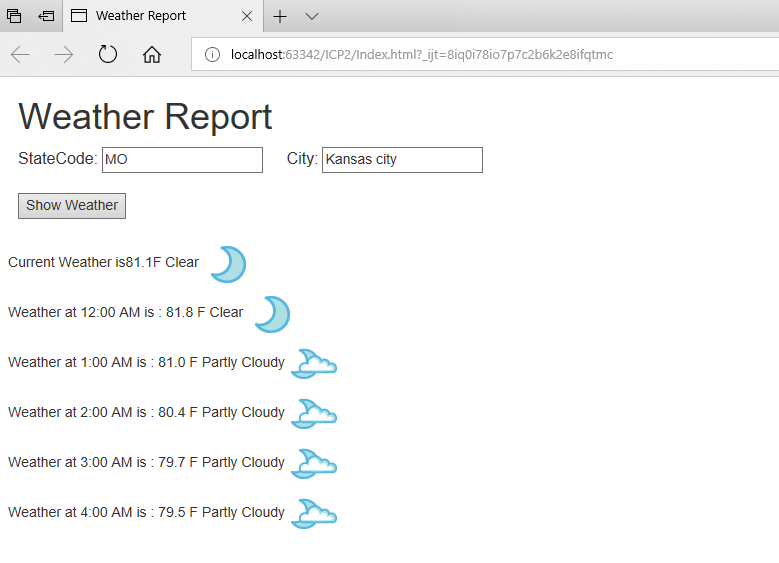 Weather Report
localhost:63342/ICP2/Index.html?_ijt=8iq0i78io7p7c2b6k2e8ifqtmc
Weather Report
StateCode: MO City: Kansas city
Show Weather
Current Weather is81.1F Clear
Weather at 12:00 AM is : 81.8 F Clear
Weather at 1:00 AM is : 81.0 F Partly Cloudy
Weather at 2:00 AM is : 80.4 F Partly Cloudy
Weather at 3:00 AM is : 79.7 F Partly Cloudy
Weather at 4:00 AM is : 79.5 F Partly Cloudy